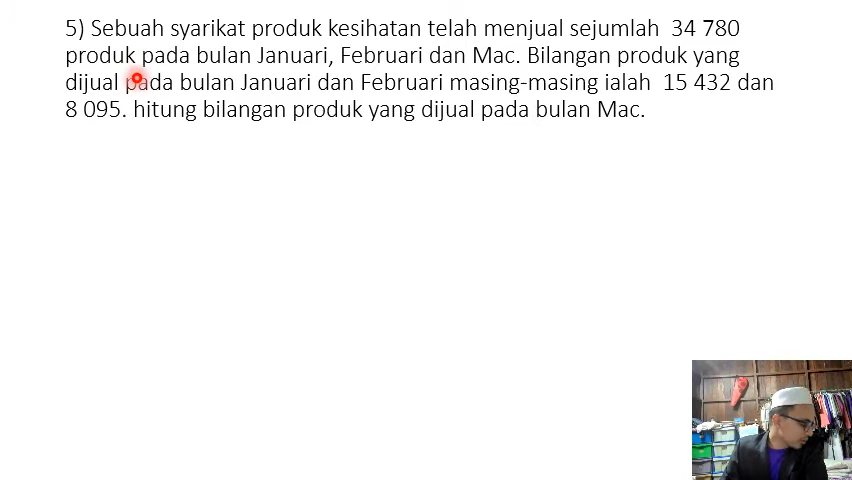 5) Sebuah syarikat produk kesihatan telah menjual sejumlah  34 780
produk pada bulan Januari, Februari dan Mac. Bilangan produk yang
dijual pada bulan Januari dan Februari masing-masing ialah  15 432 dan
8 095. hitung bilangan produk yang dijual pada bulan Mac.